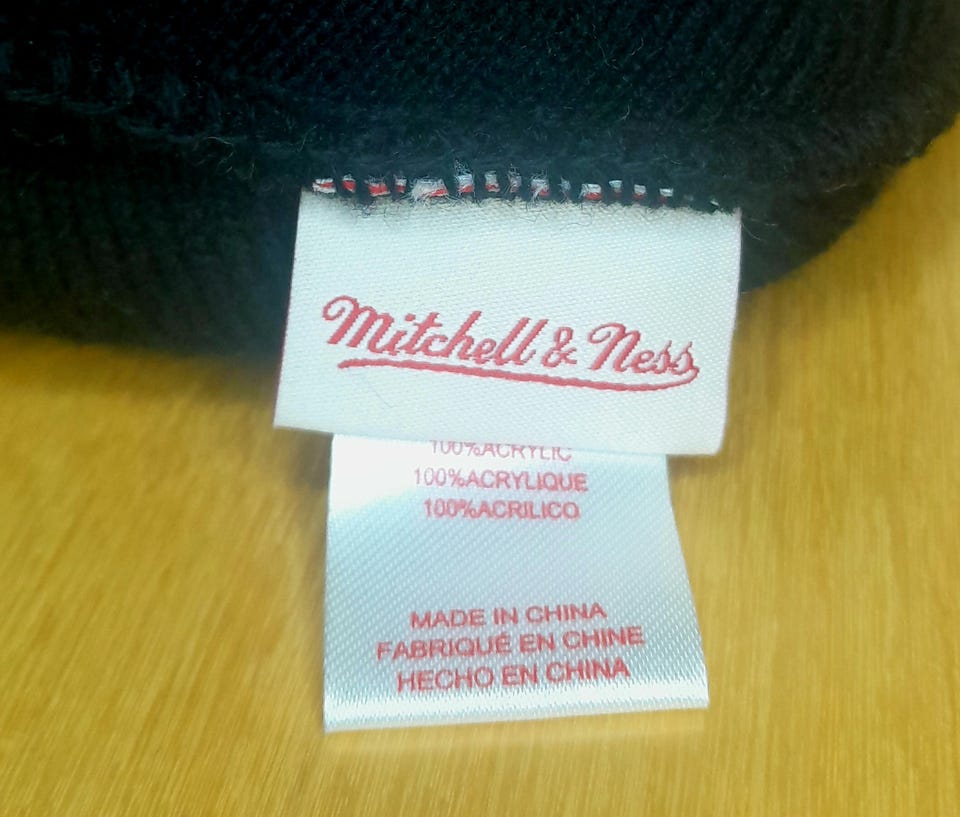 Mitchell & Ness
100%ACRYLIC
100%ACRYLIQUE
100%ACRILICO
MADE IN CHINA
FABRIQUÉ EN CHINE
HECHO EN CHINA